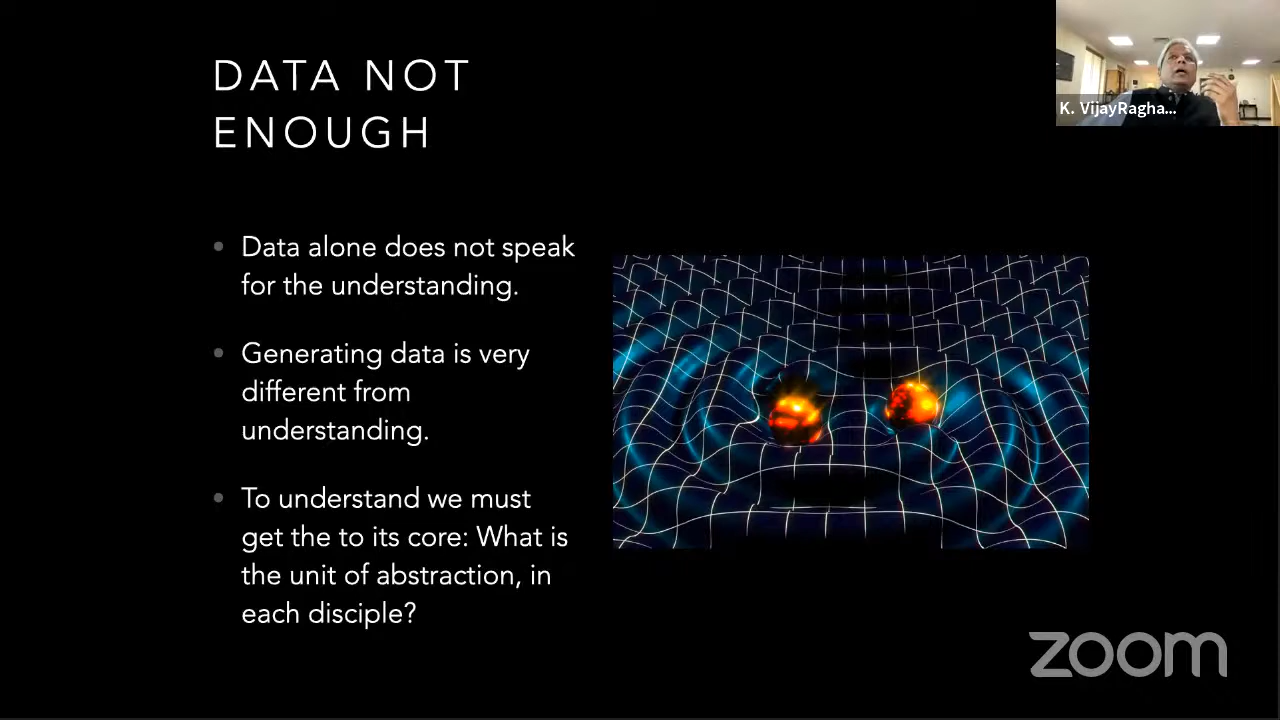 DATA NOT
ENOUGH
K. VijayRagha...
• Data alone does not speak
for the understanding.
• Generating data is very
different from
understanding.
• To understand we must
get the to its core: What is
the unit of abstraction, in
each disciple?
zoom